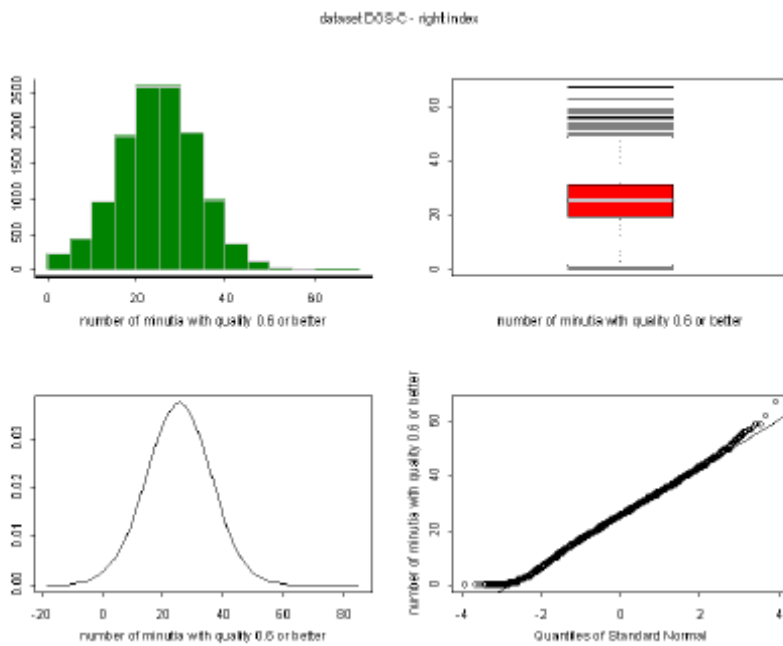 dataset DOS-C - right index
2500
2000
1500
1000
500
0
0 20 40 60
number of minutia with quality 0.6 or better
60
40
20
0
number of minutia with quality 0.6 or better
0.03
0.02
0.01
0.00
-20 0 20 40 60 80
number of minutia with quality 0.6 or better
number of minutia with quality 0.6 or better
60
40
20
0
-4 -2 0 2 4
Quantiles of Standard Normal